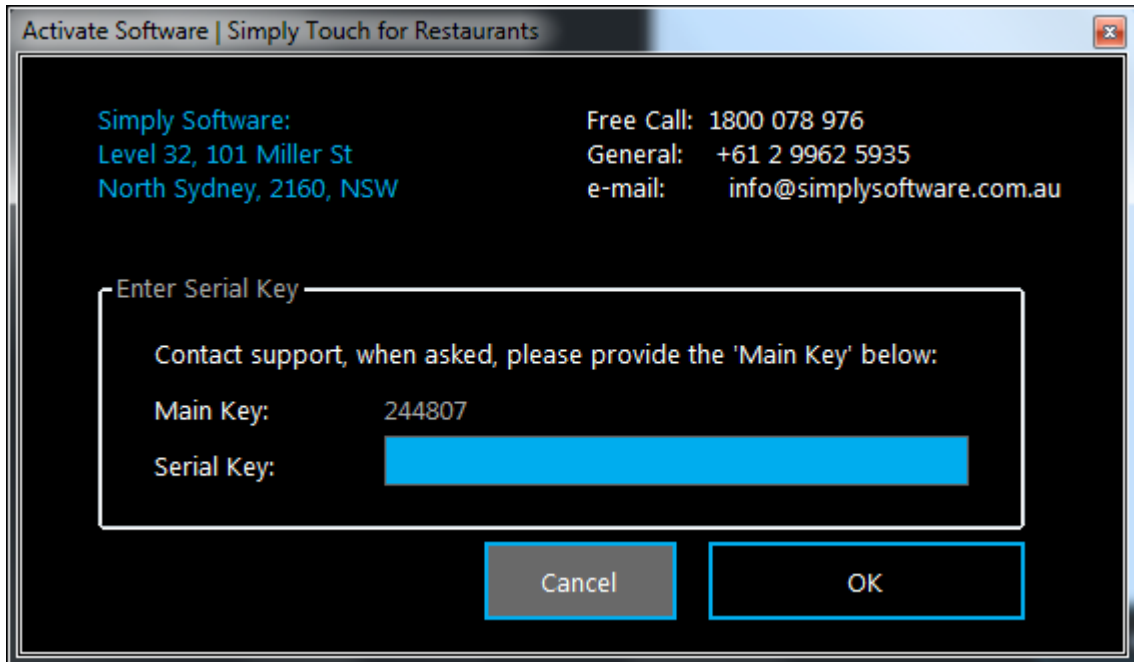 Activate Software | Simply Touch for Restaurants
Simply Software:
Level 32, 101 Miller St
North Sydney, 2160, NSW
Free Call: 1800 078 976
General: +61 2 9962 5935
e-mail: info@simplysoftware.com.au
Enter Serial Key
Contact support, when asked, please provide the 'Main Key' below:
Main Key: 244807
Serial Key:
Cancel OK